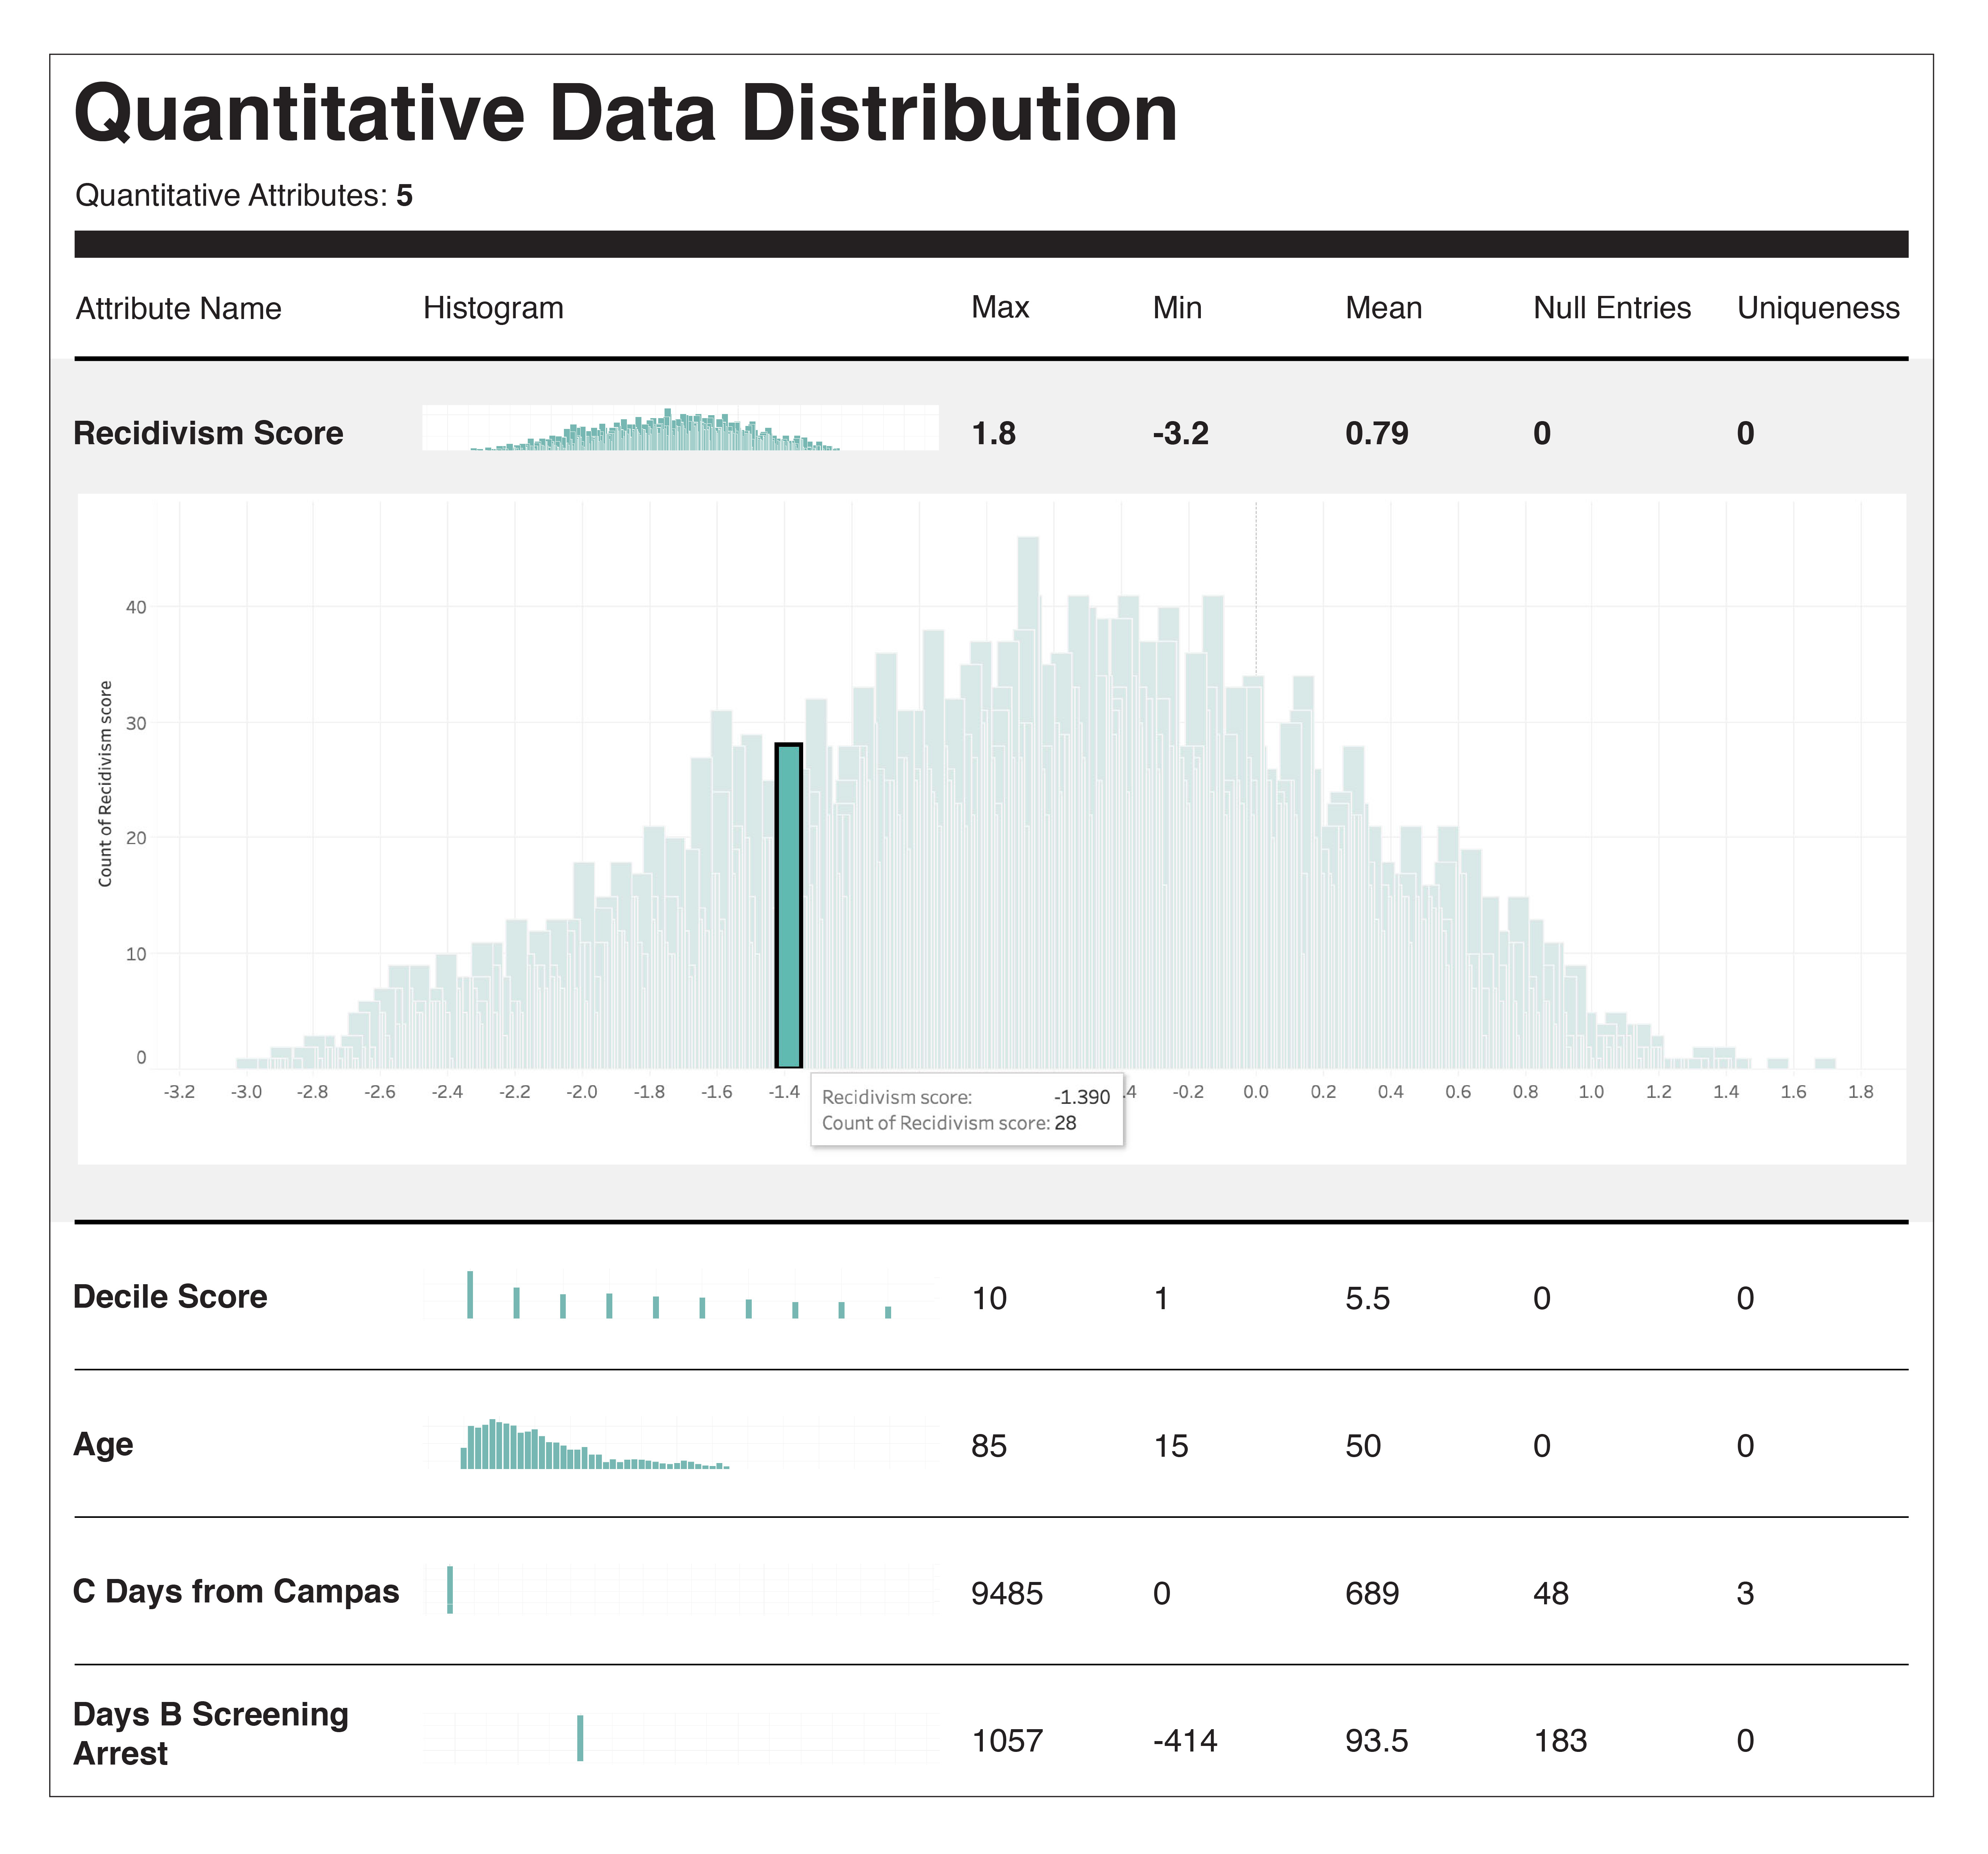 Quantitative Data Distribution
Quantitative Attributes: 5
Attribute Name Histogram Max Min Mean Null Entries Uniqueness
Recidivism Score 1.8 -3.2 0.79 0 0
Count of Recidivism score
40
30
20
10
0
-3.2 -3.0 -2.8 -2.6 -2.4 -2.2 -2.0 -1.8 -1.6 -1.4 .4 -0.2 0.0 0.2 0.4 0.6 0.8 1.0 1.2 1.4 1.6 1.8
Recidivism score: -1.390
Count of Recidivism score: 28
Decile Score 10 1 5.5 0 0
Age 85 15 50 0 0
C Days from Campas 9485 0 689 48 3
Days B Screening
Arrest 1057 -414 93.5 183 0